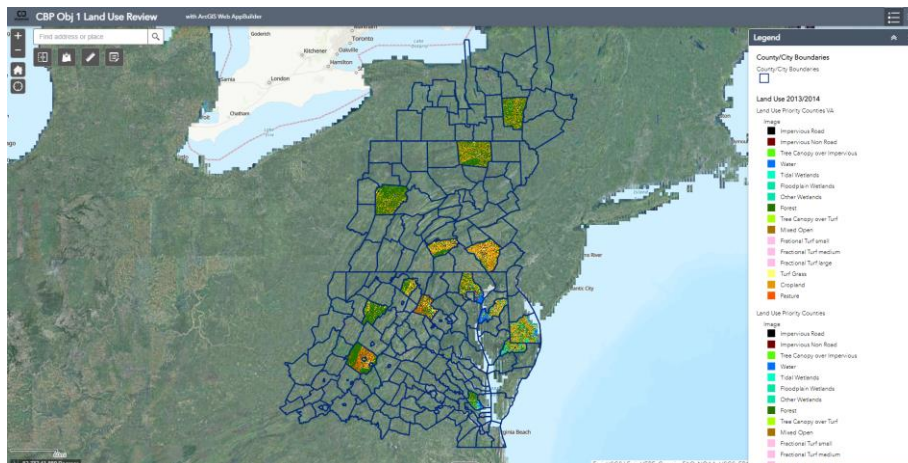 CBP Obj 1 Land Use Review
with ArcGIS Web AppBuilder
Find address or place
Legend
County/City Boundaries
County/City Boundaries
Land Use 2013/2014
Land Use Priority Counties VA
Image
Impervious Road
Impervious Non Road
Tree Canopy over Impervious
Water
Tidal Wetlands
Floodplain Wetlands
Other Wetlands
Forest
Tree Canopy over Turf
Mixed Open
Frational Turf small
Fractional Turf medium
Fractional Turf large
Turf Grass
Cropland
Pasture
Land Use Priority Counties
Image
Impervious Road
Impervious Non Road
Tree Canopy over Impervious
Water
Tidal Wetlands
Floodplain Wetlands
Other Wetlands
Forest
Tree Canopy over Turf
Mixed Open
Fractional Turf small
Fractional Turf medium
Goderich
Toronto
Kitchener
Oakville
Hamilton
London
Chatham